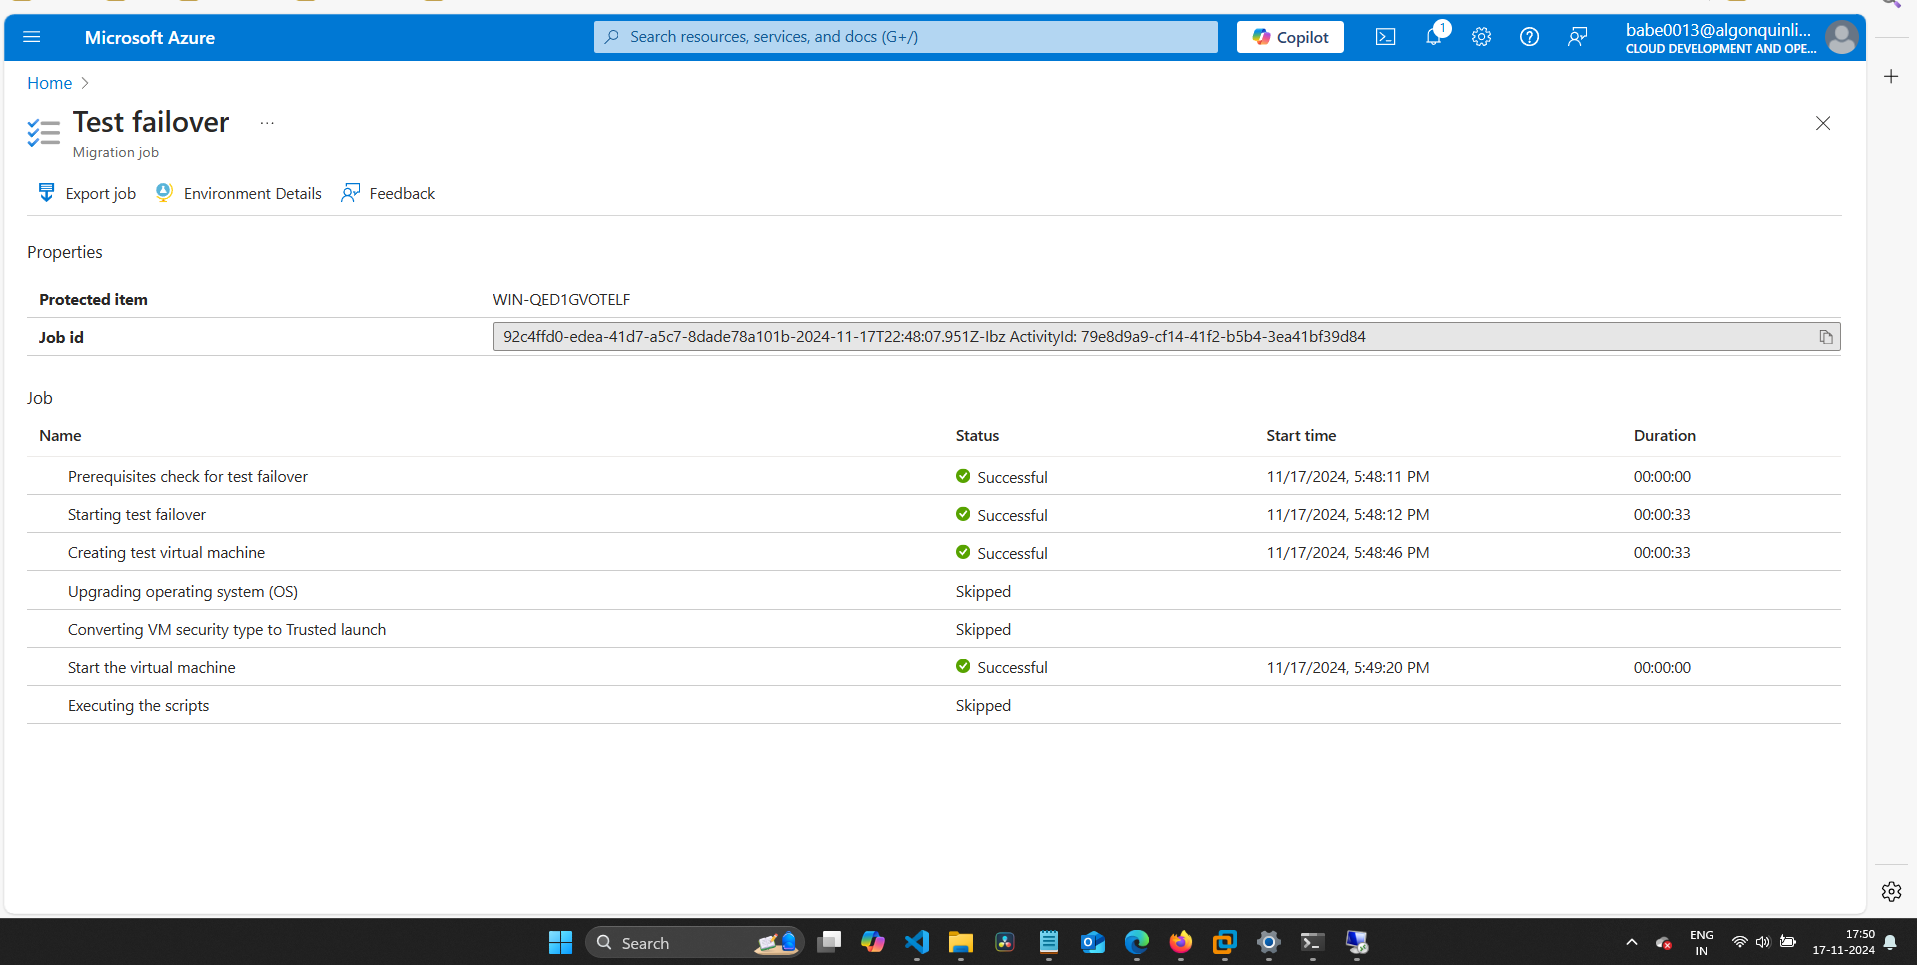 Microsoft Azure
Search resources, services, and docs (G+/)
Copilot
1
babe0013@algonquinli...
CLOUD DEVELOPMENT AND OPE...
Home
Test failover
...
Migration job
Export job
Environment Details
Feedback
Properties
Protected item WIN-QED1GVOTELF
Job id 92c4ffd0-edea-41d7-a5c7-8dade78a101b-2024-11-17T22:48:07.951Z-Ibz ActivityId: 79e8d9a9-cf14-41f2-b5b4-3ea41bf39d84
Job
Name Status Start time Duration
Prerequisites check for test failover Successful 11/17/2024, 5:48:11 PM 00:00:00
Starting test failover Successful 11/17/2024, 5:48:12 PM 00:00:33
Creating test virtual machine Successful 11/17/2024, 5:48:46 PM 00:00:33
Upgrading operating system (OS) Skipped
Converting VM security type to Trusted launch Skipped
Start the virtual machine Successful 11/17/2024, 5:49:20 PM 00:00:00
Executing the scripts Skipped
Search
ENG
IN
17:50
17-11-2024